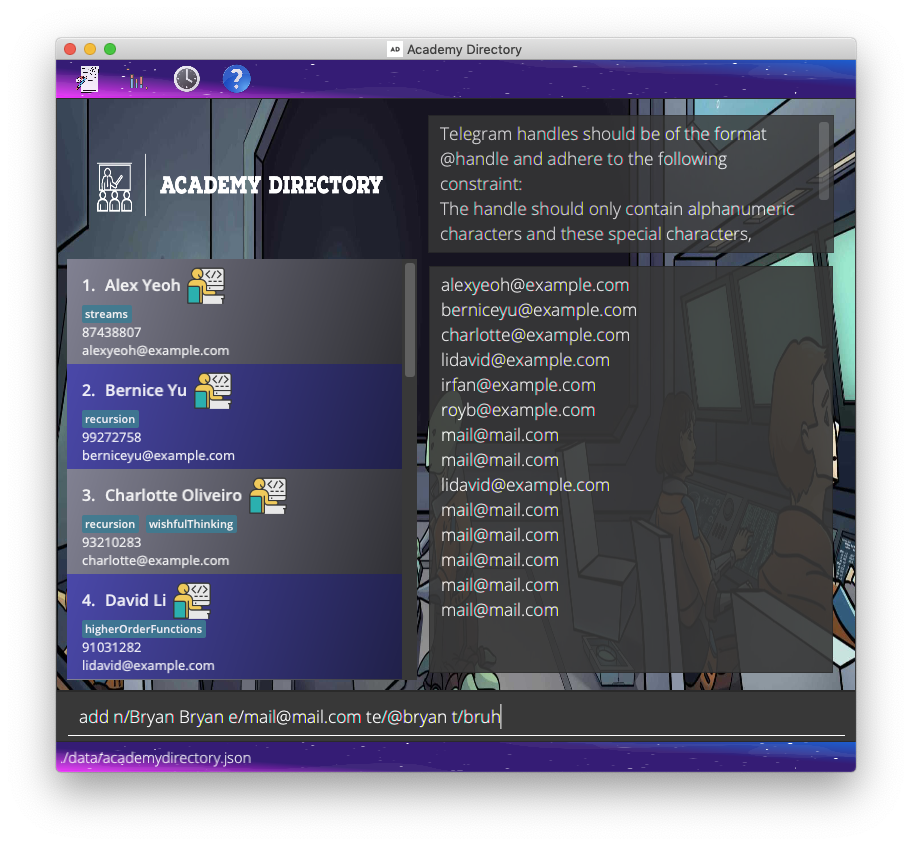 AD Academy Directory
?
ACADEMY DIRECTORY
Telegram handles should be of the format
@handle and adhere to the following
constraint:
The handle should only contain alphanumeric
characters and these special characters,
1. Alex Yeoh
streams
87438807
alexyeoh@example.com
2. Bernice Yu
recursion
99272758
berniceyu@example.com
3. Charlotte Oliveiro
recursion wishfulThinking
93210283
charlotte@example.com
4. David Li
higherOrderFunctions
91031282
lidavid@example.com
alexyeoh@example.com
berniceyu@example.com
charlotte@example.com
lidavid@example.com
irfan@example.com
royb@example.com
mail@mail.com
mail@mail.com
lidavid@example.com
mail@mail.com
mail@mail.com
mail@mail.com
mail@mail.com
mail@mail.com
add n/Bryan Bryan e/mail@mail.com te/@bryan t/bruh
./data/academydirectory.json